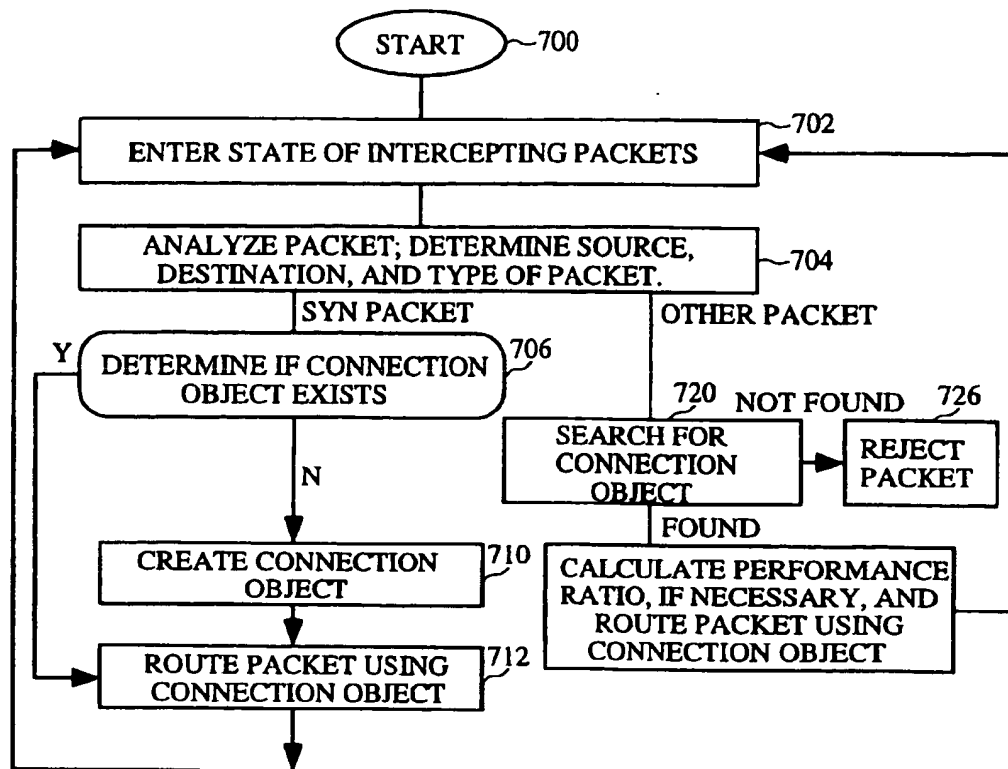 START
700
702
ENTER STATE OF INTERCEPTING PACKETS
ANALYZE PACKET; DETERMINE SOURCE,
DESTINATION, AND TYPE OF PACKET.
704
SYN PACKET
OTHER PACKET
Y
DETERMINE IF CONNECTION
OBJECT EXISTS
706
N
720
NOT FOUND
726
SEARCH FOR
CONNECTION
OBJECT
REJECT
PACKET
FOUND
CREATE CONNECTION
OBJECT
710
CALCULATE PERFORMANCE
RATIO, IF NECESSARY, AND
ROUTE PACKET USING
CONNECTION OBJECT
ROUTE PACKET USING
CONNECTION OBJECT
712